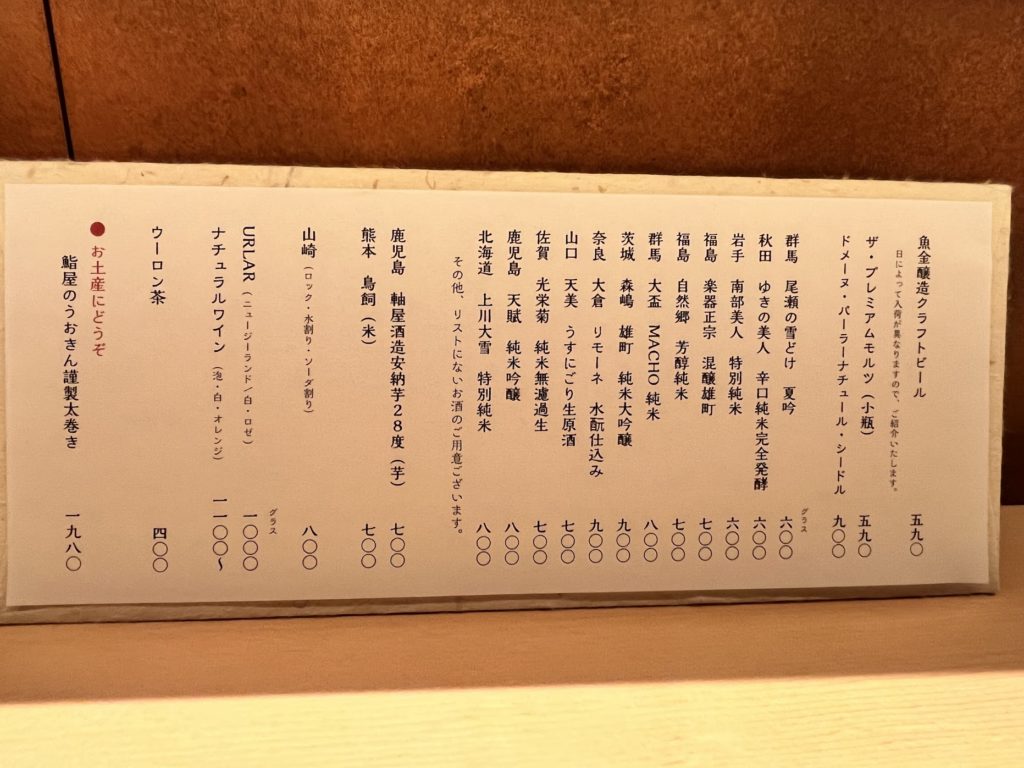 魚金醸造クラフトビール 五九〇
日によって入荷が異なりますので、ご紹介いたします。
ザ・プレミアムモルツ（小瓶） 五九〇
ドメーヌ・バーラーナチュール・シードル 九〇〇
グラス
群馬 尾瀬の雪どけ 夏吟 六〇〇
秋田 ゆきの美人 辛口純米完全発酵 六〇〇
岩手 南部美人 特別純米 六〇〇
福島 楽器正宗 混醸雄町 七〇〇
福島 自然郷 芳醇純米 七〇〇
群馬 大盃 MACHO 純米 八〇〇
茨城 森嶋 雄町 純米大吟醸 九〇〇
奈良 大倉 リモーネ 水酛仕込み 九〇〇
山口 天美 うすにごり生原酒 七〇〇
佐賀 光栄菊 純米無濾過生 七〇〇
鹿児島 天賦 純米吟醸 八〇〇
北海道 上川大雪 特別純米 八〇〇
その他、リストにないお酒のご用意ございます。
鹿児島 軸屋酒造安納芋２８度（芋） 七〇〇
熊本 鳥飼（米） 七〇〇
山崎（ロック・水割り・ソーダ割り） 八〇〇
グラス
URLAR（ニュージーランド/白・ロゼ） 一〇〇〇
ナチュラルワイン（泡・白・オレンジ） 一一〇〇〜
ウーロン茶 四〇〇
●お土産にどうぞ
鮨屋のうおきん謹製太巻き 一九八〇